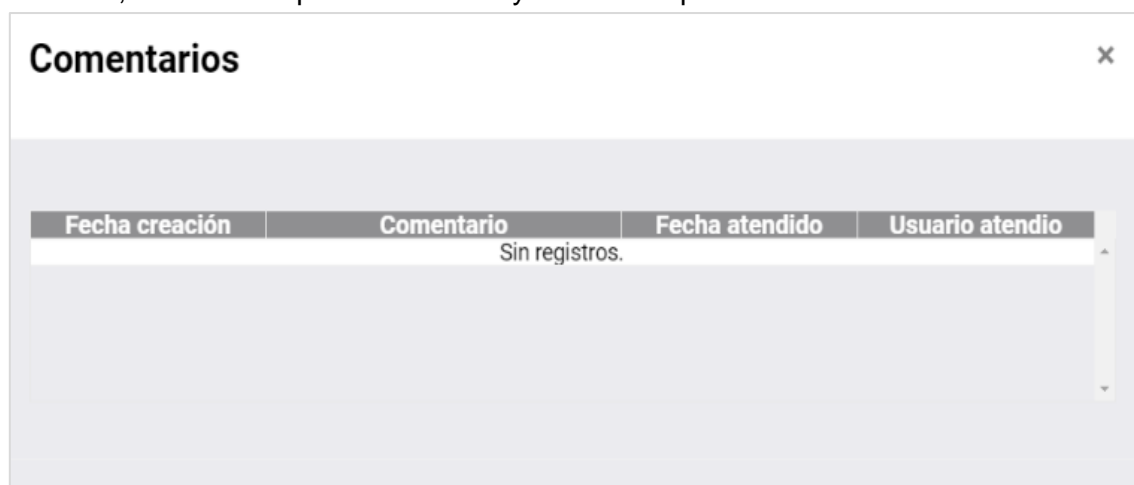 Comentarios ×
Fecha creación Comentario Fecha atendido Usuario atendio
Sin registros.